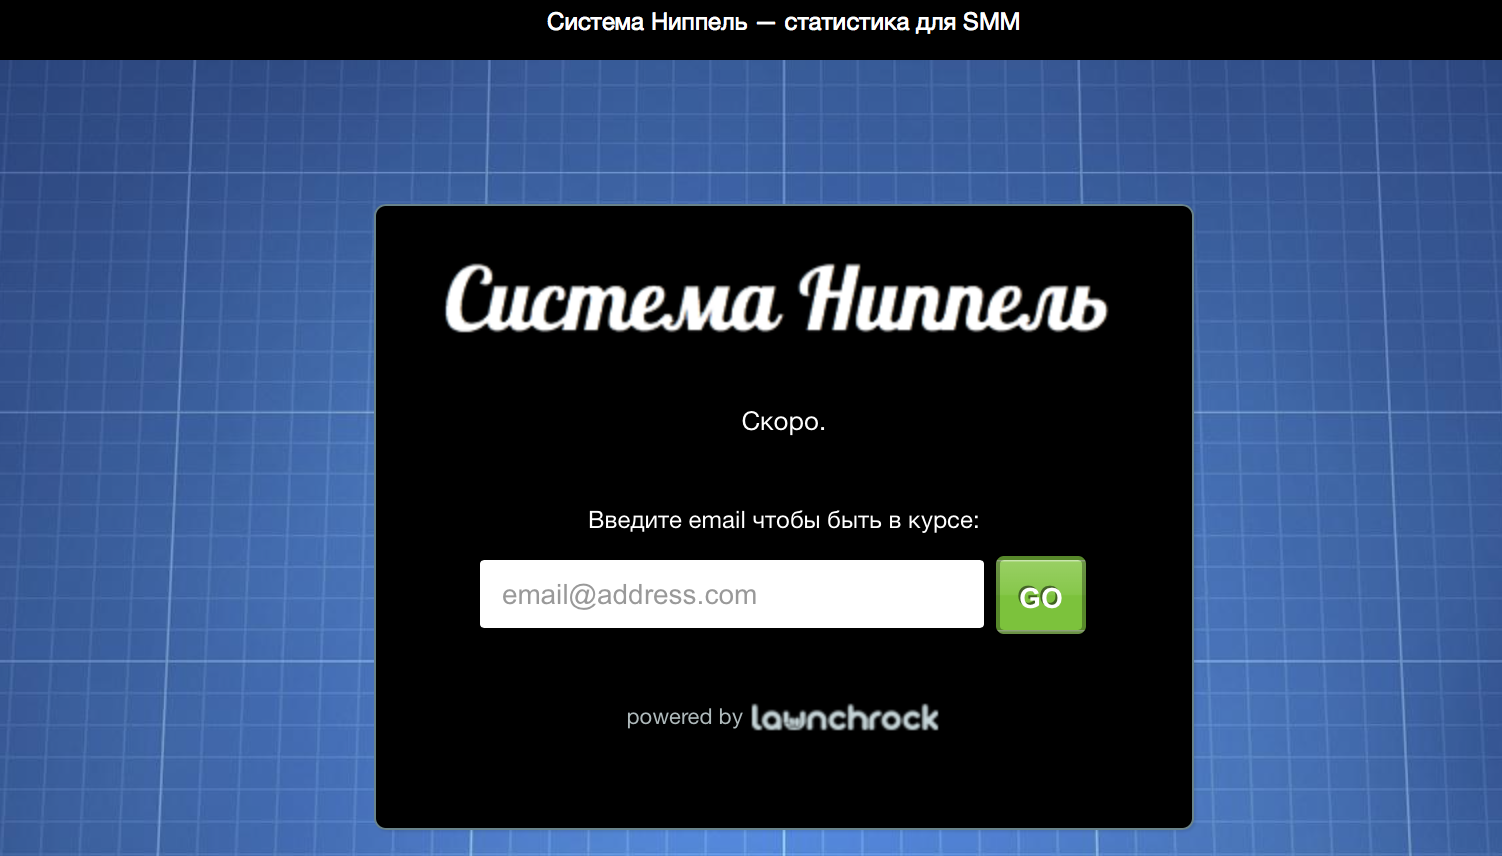 Система Ниппель — статистика для SMM
Система Ниппель
Скоро.
Введите email чтобы быть в курсе:
email@address.com
GO
powered by launchrock